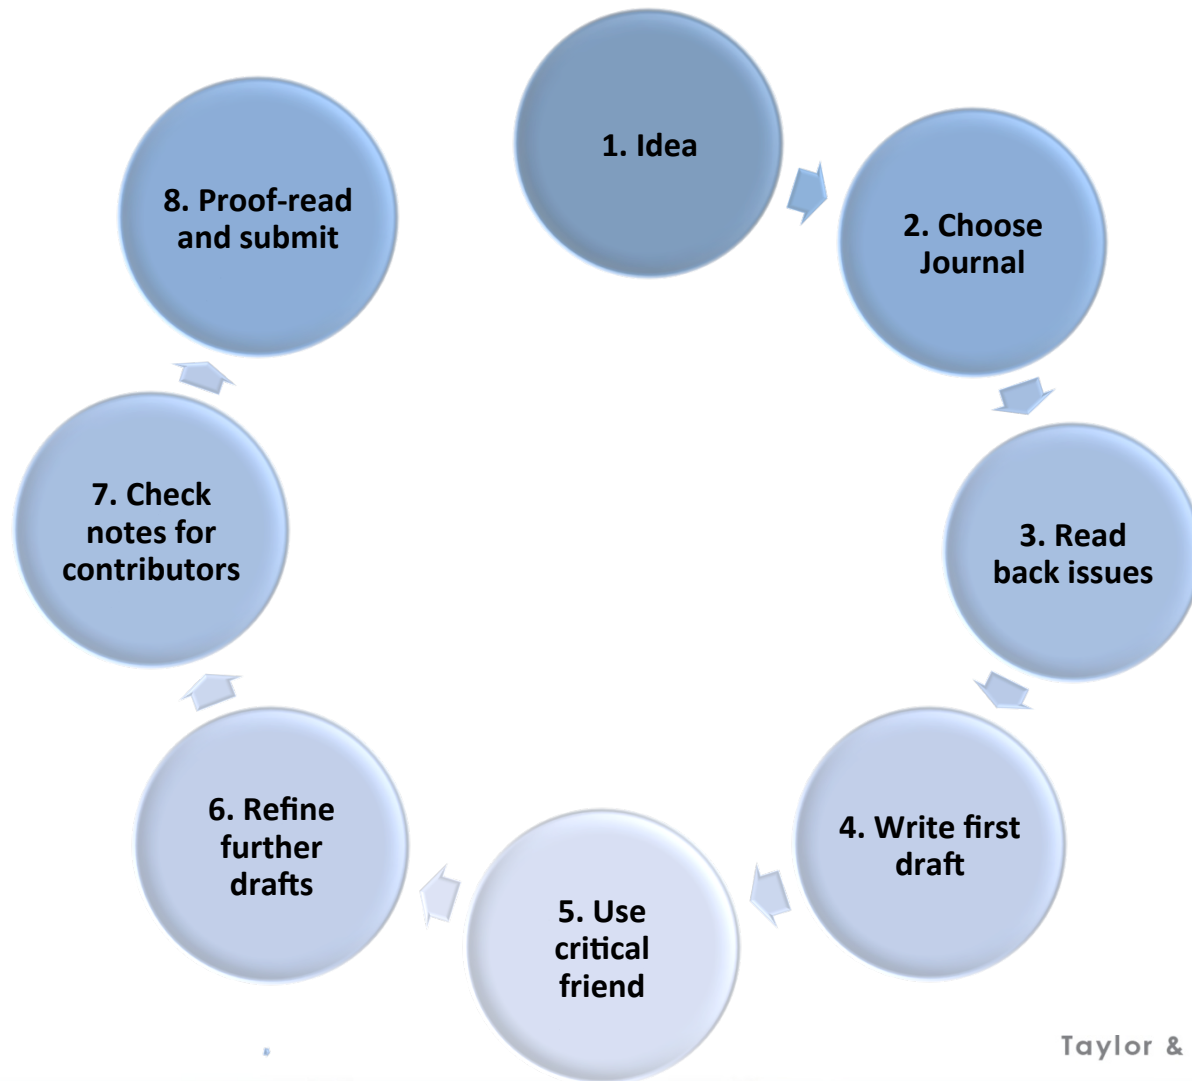 1. Idea
2. Choose
Journal
3. Read
back issues
4. Write first
draft
5. Use
critical
friend
6. Refine
further
drafts
7. Check
notes for
contributors
8. Proof-read
and submit
Taylor &